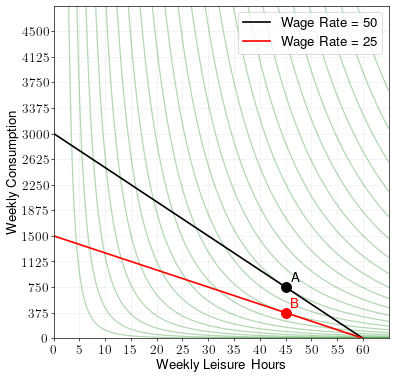 Wage Rate = 50
Wage Rate = 25
4500
4125
3750
3375
3000
2625
2250
1875
1500
1125
750
375
0
Weekly Consumption
A
B
0 5 10 15 20 25 30 35 40 45 50 55 60
Weekly Leisure Hours